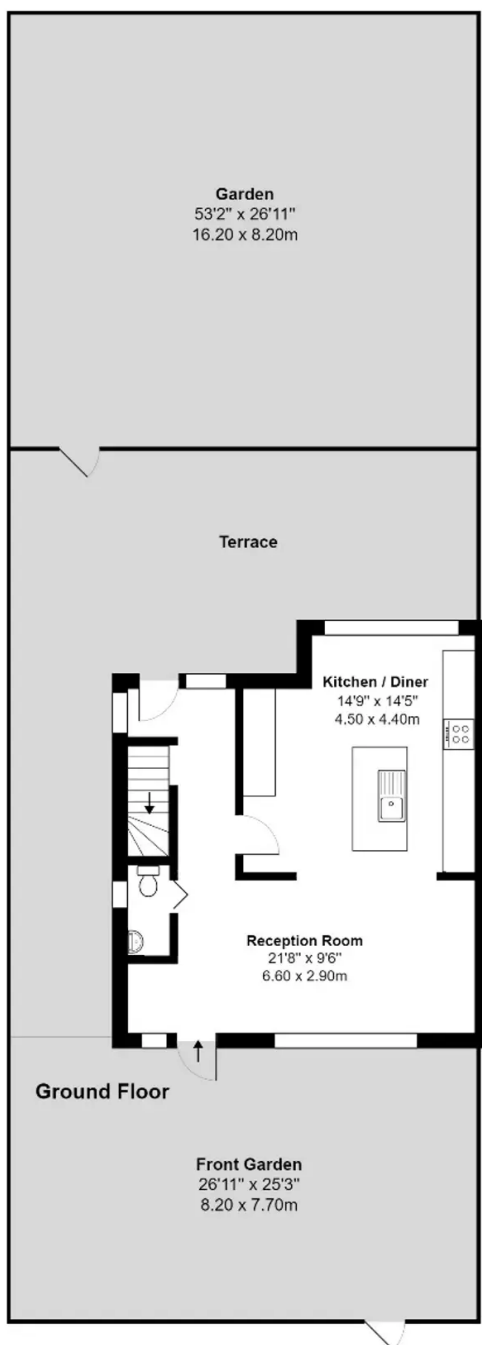 Garden
53'2" x 26'11"
16.20 x 8.20m
Terrace
Kitchen / Diner
14'9" x 14'5"
4.50 x 4.40m
Reception Room
21'8" x 9'6"
6.60 x 2.90m
Ground Floor
Front Garden
26'11" x 25'3"
8.20 x 7.70m